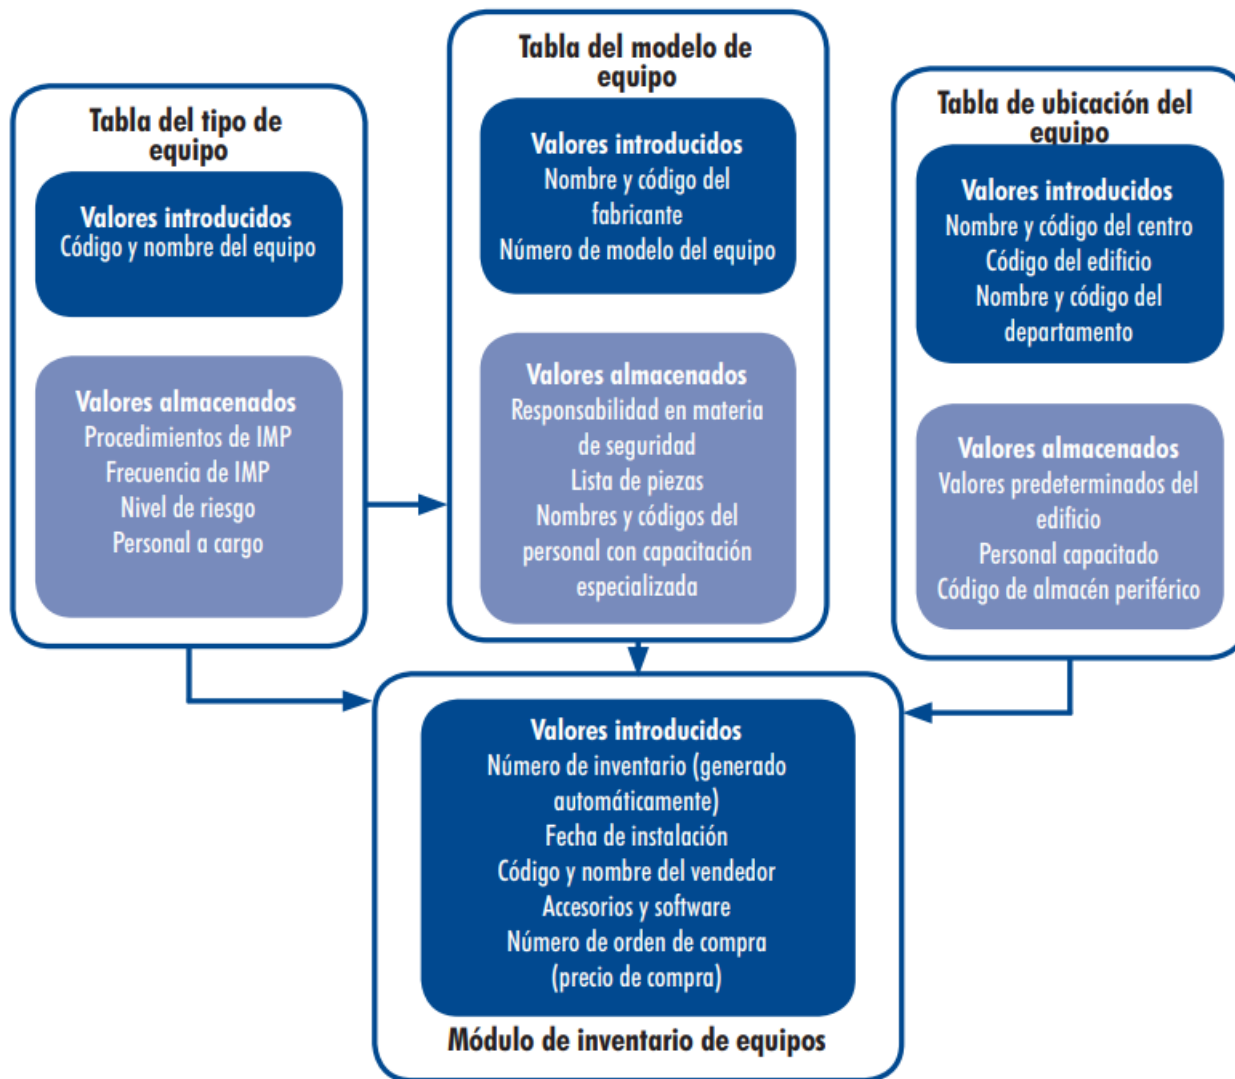 Tabla del tipo de
equipo
Valores introducidos
Código y nombre del equipo
Valores almacenados
Procedimientos de IMP
Frecuencia de IMP
Nivel de riesgo
Personal a cargo
Tabla del modelo de
equipo
Valores introducidos
Nombre y código del
fabricante
Número de modelo del equipo
Valores almacenados
Responsabilidad en materia
de seguridad
Lista de piezas
Nombres y códigos del
personal con capacitación
especializada
Tabla de ubicación del
equipo
Valores introducidos
Nombre y código del centro
Código del edificio
Nombre y código del
departamento
Valores almacenados
Valores predeterminados del
edificio
Personal capacitado
Código de almacén periférico
Valores introducidos
Número de inventario (generado
automáticamente)
Fecha de instalación
Código y nombre del vendedor
Accesorios y software
Número de orden de compra
(precio de compra)
Módulo de inventario de equipos